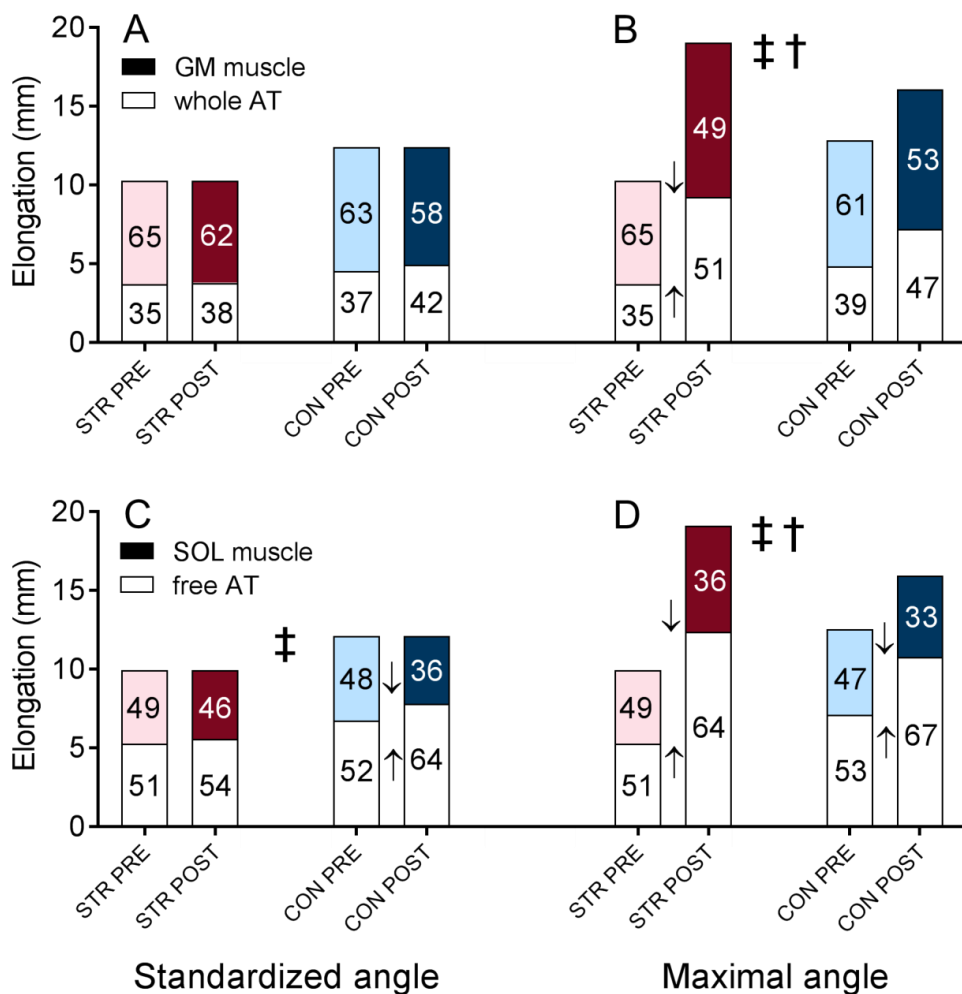 A
GM muscle
whole AT
Elongation (mm)
20
15
10
5
0
65
35
62
38
63
37
58
42
STR PRE
STR POST
CON PRE
CON POST
B
‡ †
65
35
49
51
61
39
53
47
↓
↑
STR PRE
STR POST
CON PRE
CON POST
C
SOL muscle
free AT
Elongation (mm)
20
15
10
5
0
‡
49
51
46
54
48
52
36
64
↓
↑
STR PRE
STR POST
CON PRE
CON POST
Standardized angle
D
‡ †
49
51
36
64
47
53
33
67
↓
↑
↓
↑
STR PRE
STR POST
CON PRE
CON POST
Maximal angle